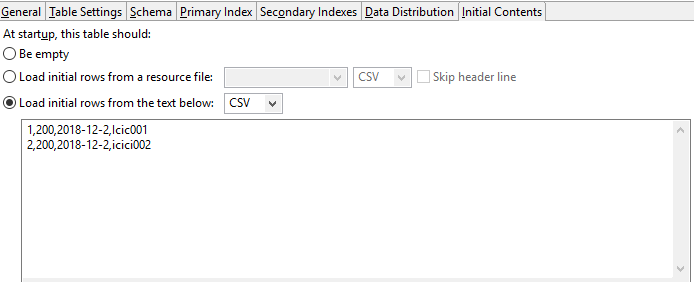 General Table Settings Schema Primary Index Secondary Indexes Data Distribution Initial Contents
At startup, this table should:
Be empty
Load initial rows from a resource file: CSV Skip header line
Load initial rows from the text below: CSV
1,200,2018-12-2,Icic001
2,200,2018-12-2,icici002